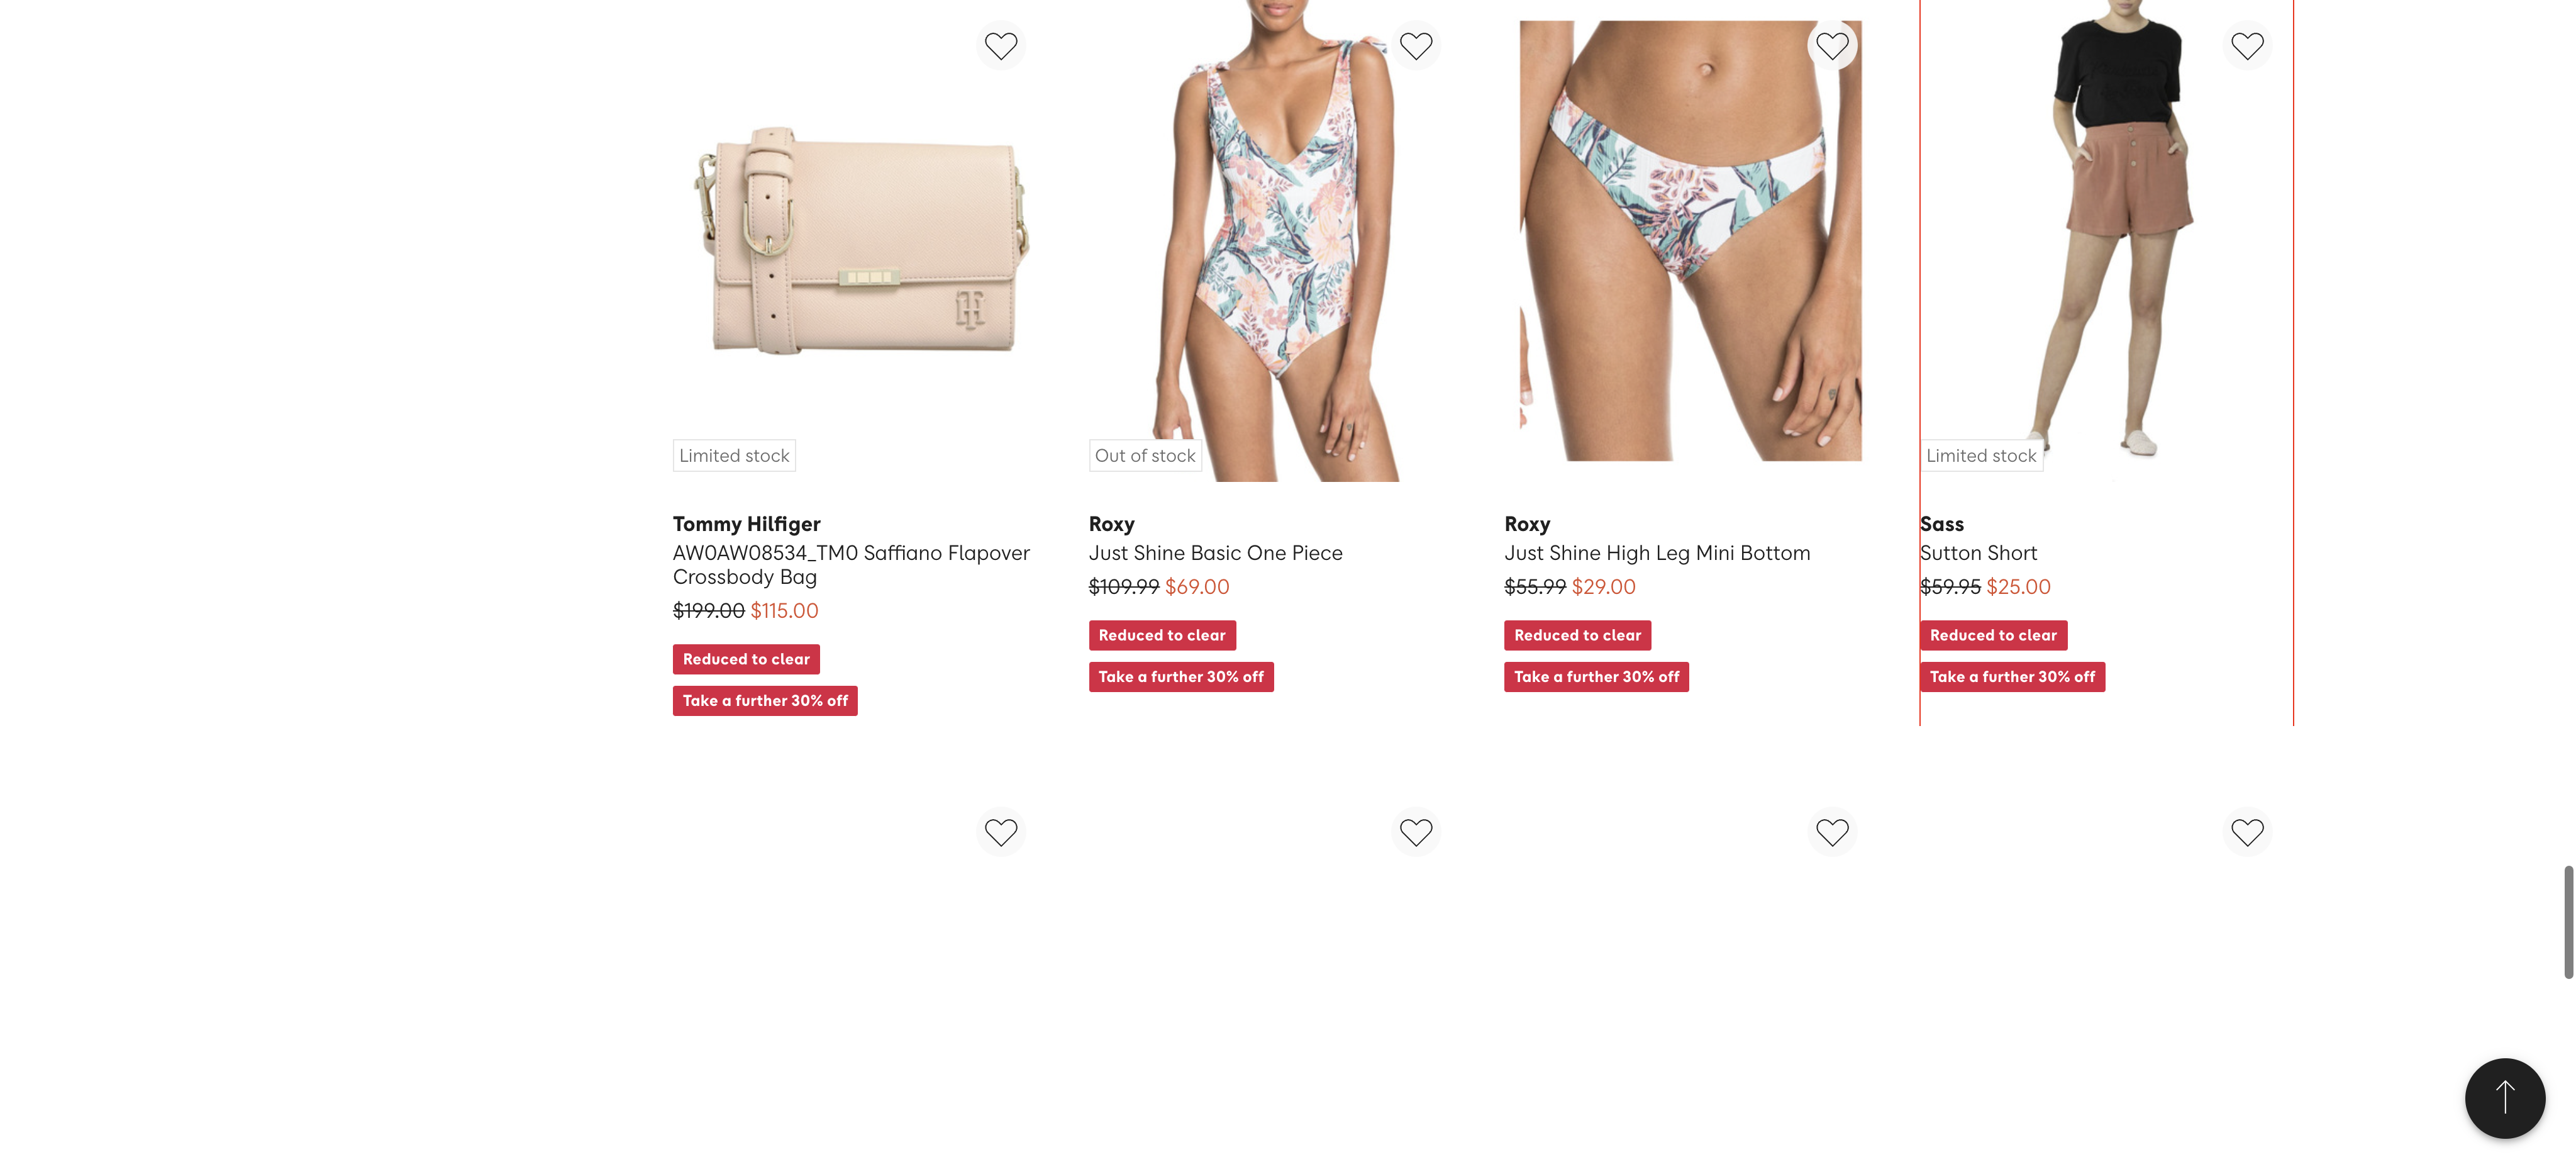 Limited stock
Out of stock
Limited stock
Tommy Hilfiger
AW0AW08534_TM0 Saffiano Flapover
Crossbody Bag
$199.00 $115.00
Reduced to clear
Take a further 30% off
Roxy
Just Shine Basic One Piece
$109.99 $69.00
Reduced to clear
Take a further 30% off
Roxy
Just Shine High Leg Mini Bottom
$55.99 $29.00
Reduced to clear
Take a further 30% off
Sass
Sutton Short
$59.95 $25.00
Reduced to clear
Take a further 30% off